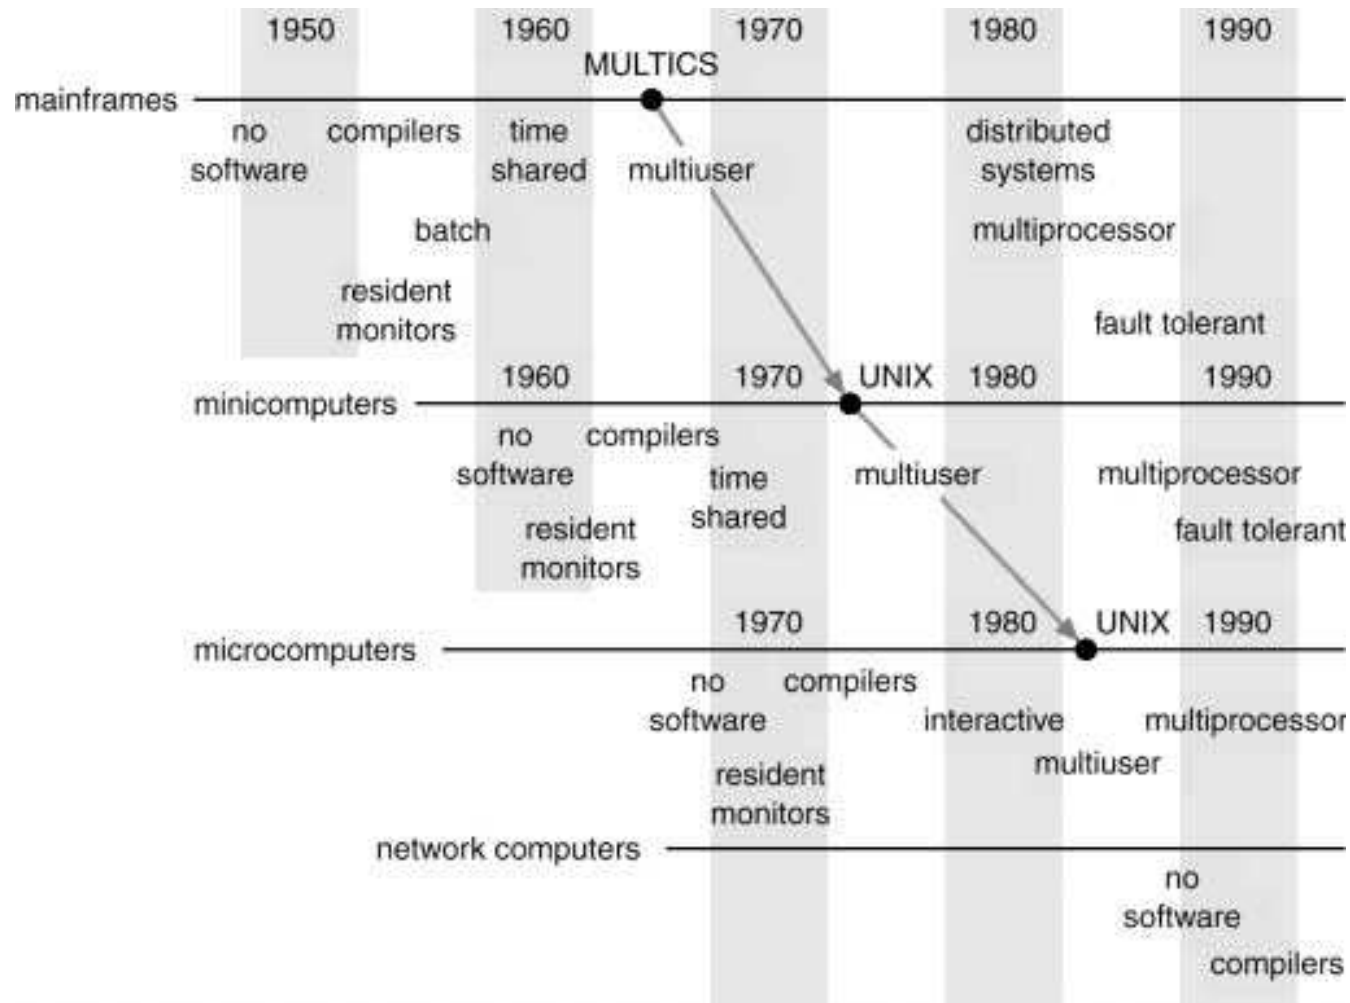 1950 1960 1970 1980 1990
MULTICS
mainframes
no compilers time distributed
software shared multiuser systems
batch multiprocessor
resident
monitors fault tolerant
1960 1970 UNIX 1980 1990
minicomputers
no compilers
software time multiuser multiprocessor
shared
resident fault tolerant
monitors
1970 1980 UNIX 1990
microcomputers
no compilers
software interactive multiprocessor
multiuser
resident
monitors
network computers
no
software
compilers